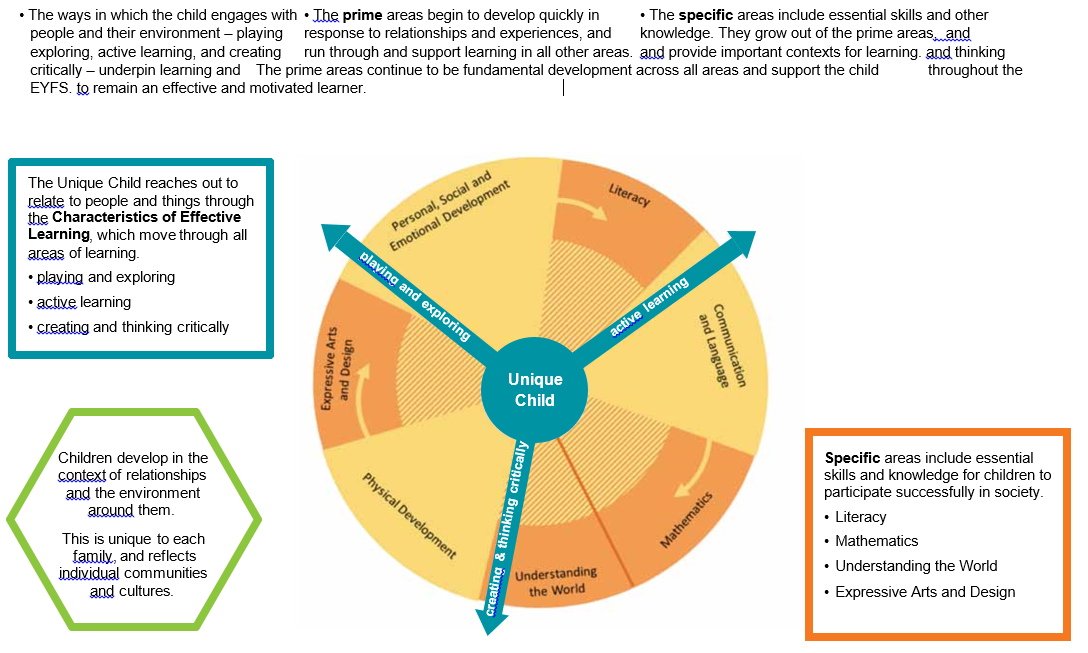 • The ways in which the child engages with
people and their environment – playing
exploring, active learning, and creating
critically – underpin learning and
EYFS. to remain an effective and motivated learner.
• The prime areas begin to develop quickly in
response to relationships and experiences, and
run through and support learning in all other areas.
The prime areas continue to be fundamental development across all areas and support the child
• The specific areas include essential skills and other
knowledge. They grow out of the prime areas, and
and provide important contexts for learning. and thinking
throughout the
The Unique Child reaches out to
relate to people and things through
the Characteristics of Effective
Learning, which move through all
areas of learning.
• playing and exploring
• active learning
• creating and thinking critically
Children develop in the
context of relationships
and the environment
around them.
This is unique to each
family, and reflects
individual communities
and cultures.
Personal, Social and
Emotional Development
Literacy
playing and exploring
active learning
Communication
and Language
Expressive Arts
and Design
Unique
Child
Physical Development
creating & thinking critically
Mathematics
Understanding
the World
Specific areas include essential
skills and knowledge for children to
participate successfully in society.
• Literacy
• Mathematics
• Understanding the World
• Expressive Arts and Design